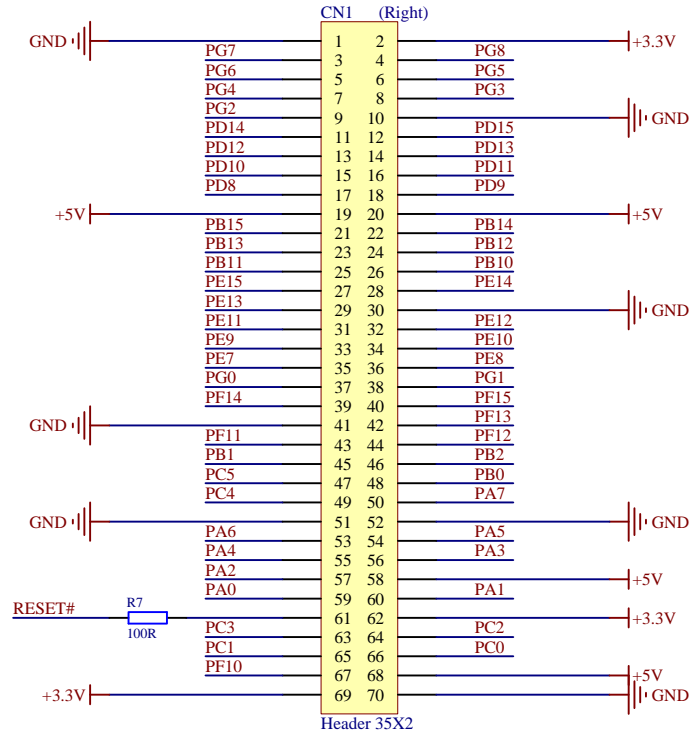 CN1 (Right)
GND 1 2 +3.3V
PG7 3 4 PG8
PG6 5 6 PG5
PG4 7 8 PG3
PG2 9 10 GND
PD14 11 12 PD15
PD12 13 14 PD13
PD10 15 16 PD11
PD8 17 18 PD9
+5V 19 20 +5V
PB15 21 22 PB14
PB13 23 24 PB12
PB11 25 26 PB10
PE15 27 28 PE14
PE13 29 30 GND
PE11 31 32 PE12
PE9 33 34 PE10
PE7 35 36 PE8
PG0 37 38 PG1
PF14 39 40 PF15
GND 41 42 PF13
PF11 43 44 PF12
PB1 45 46 PB2
PC5 47 48 PB0
PC4 49 50 PA7
GND 51 52 GND
PA6 53 54 PA5
PA4 55 56 PA3
PA2 57 58 +5V
PA0 59 60 PA1
RESET# R7 100R 61 62 +3.3V
PC3 63 64 PC2
PC1 65 66 PC0
PF10 67 68 +5V
+3.3V 69 70 GND
Header 35X2